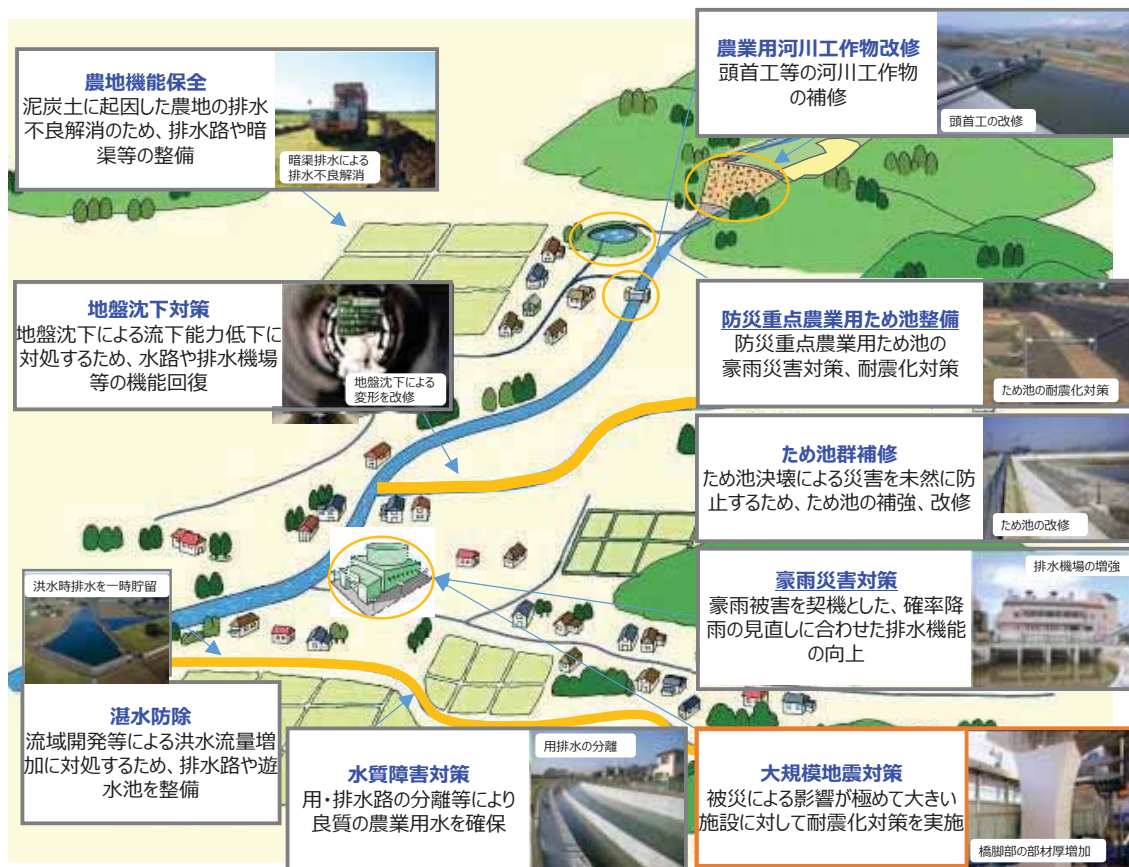 農地機能保全
泥炭土に起因した農地の排水
不良解消のため、排水路や暗
渠等の整備
暗渠排水による
排水不良解消
農業用河川工作物改修
頭首工等の河川工作物
の補修
頭首工の改修
地盤沈下対策
地盤沈下による流下能力低下に
対処するため、水路や排水機場
等の機能回復
地盤沈下による
変形を改修
防災重点農業用ため池整備
防災重点農業用ため池の
豪雨災害対策、耐震化対策
ため池の耐震化対策
ため池群補修
ため池決壊による災害を未然に防
止するため、ため池の補強、改修
ため池の改修
豪雨災害対策
豪雨被害を契機とした、確率降
雨の見直しに合わせた排水機能
の向上
排水機場の増強
洪水時排水を一時貯留
湛水防除
流域開発等による洪水流量増
加に対処するため、排水路や遊
水池を整備
水質障害対策
用・排水路の分離等により
良質の農業用水を確保
用排水の分離
大規模地震対策
被災による影響が極めて大きい
施設に対して耐震化対策を実施
橋脚部の部材厚増加